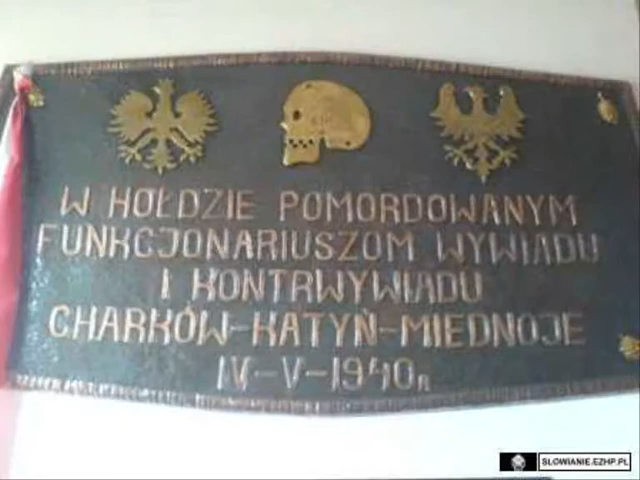 W HOŁDZIE POMORDOWANYM
FUNKCJONARIUSZOM WYWIADU
I KONTRWYWIADU
CHARKÓW-KATYŃ-MIEDNOJE
IV-V-1940R
SLOWIANIE.EZHP.PL